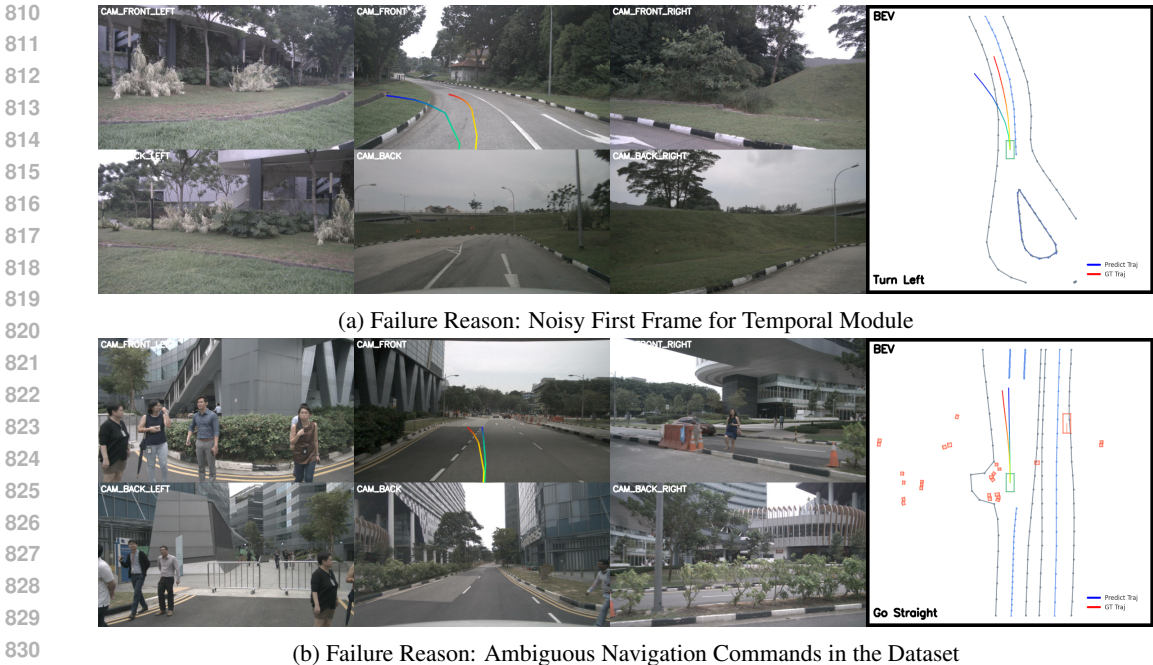 810
811
812
813
814
815
816
817
818
819
820
821
822
823
824
825
826
827
828
829
830
CAM_FRONT_LEFT
CAM_FRONT
CAM_FRONT_RIGHT
BEV
CAM_BACK_LEFT
CAM_BACK
CAM_BACK_RIGHT
Predict Traj
GT Traj
Turn Left
(a) Failure Reason: Noisy First Frame for Temporal Module
CAM_FRONT_LEFT
CAM_FRONT
CAM_FRONT_RIGHT
BEV
CAM_BACK_LEFT
CAM_BACK
CAM_BACK_RIGHT
Predict Traj
GT Traj
Go Straight
(b) Failure Reason: Ambiguous Navigation Commands in the Dataset